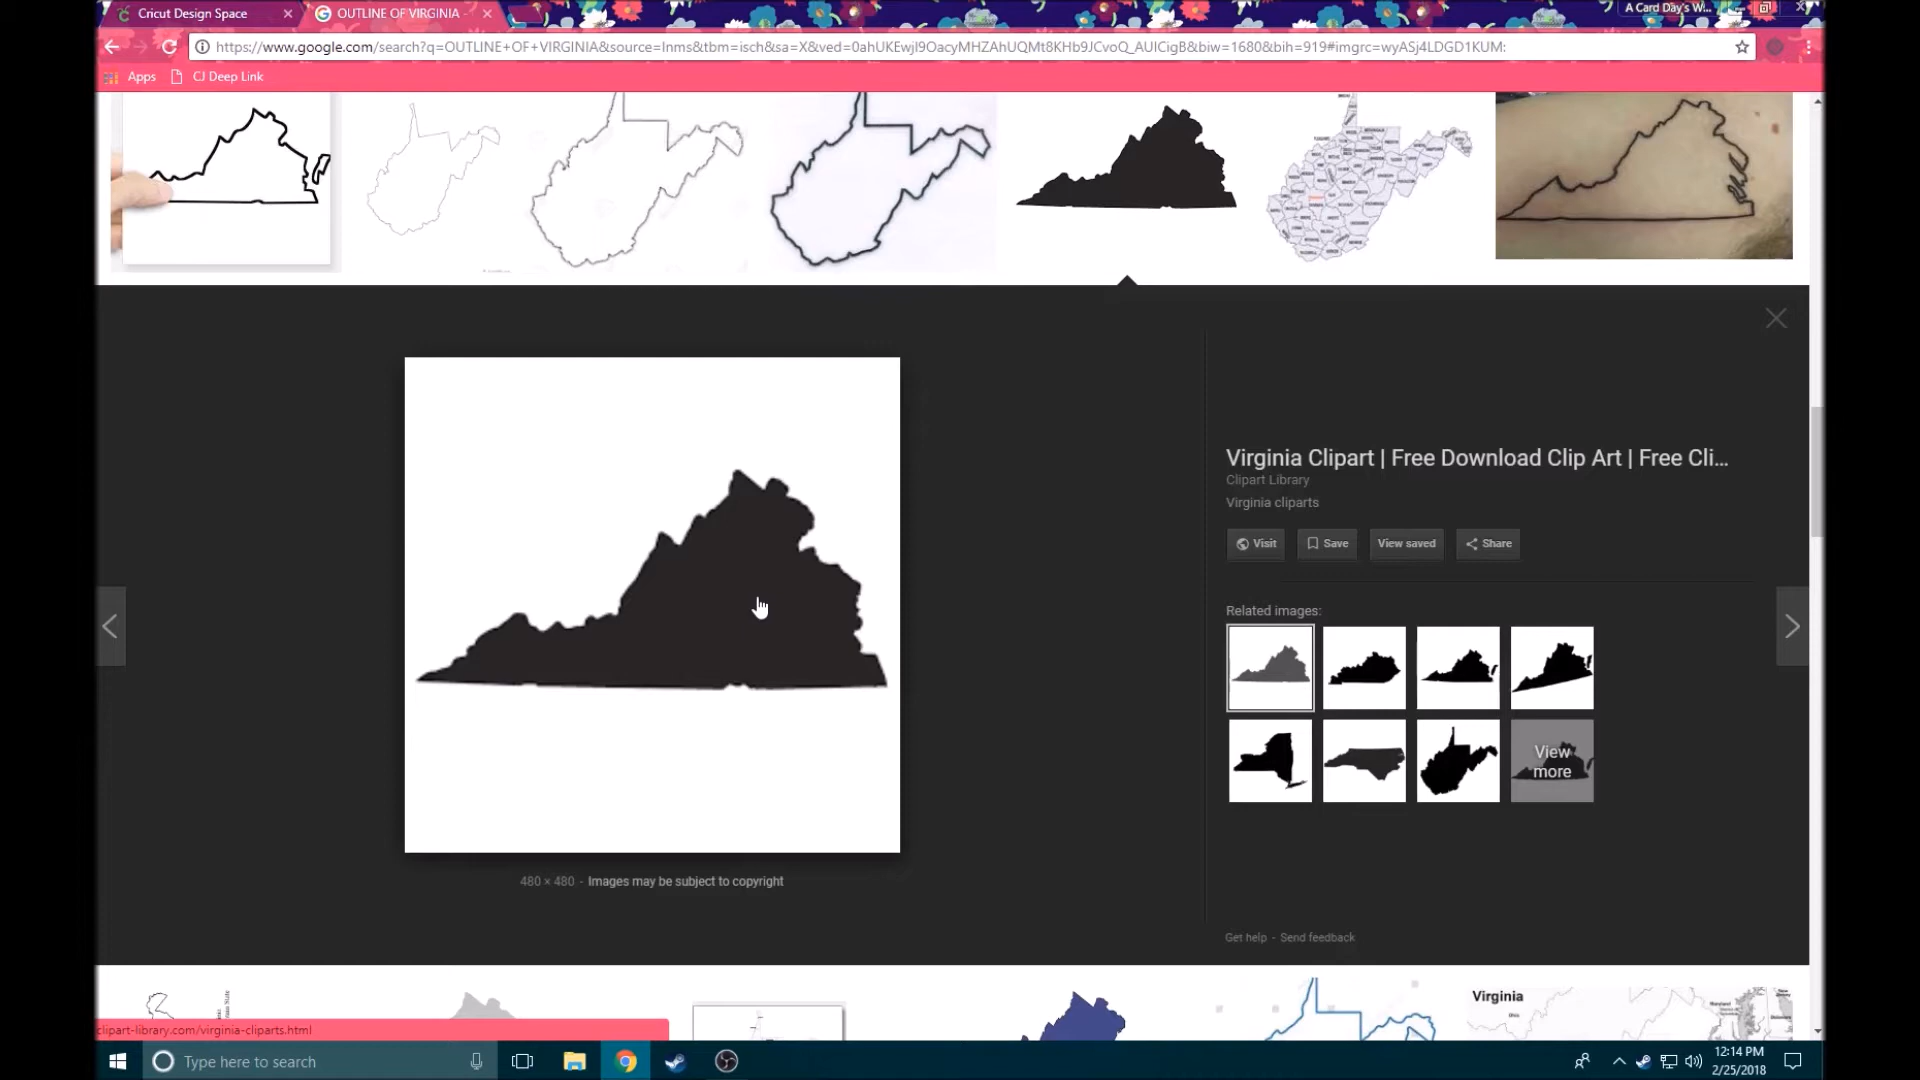 Cricut Design Space
OUTLINE OF VIRGINIA -
A Card Day's W...
https://www.google.com/search?q=OUTLINE+OF+VIRGINIA&source=lnms&tbm=isch&sa=X&ved=0ahUKEwjI9OacyMHZAhUQMt8KHb9JCvoQ_AUICigB&biw=1680&bih=919#imgrc=wyASj4LDGD1KUM:
Apps
CJ Deep Link
Virginia Clipart | Free Download Clip Art | Free Cli...
Clipart Library
Virginia cliparts
Visit
Save
View saved
Share
Related images:
View
more
480 × 480 - Images may be subject to copyright
Get help - Send feedback
Virginia
clipart-library.com/virginia-cliparts.html
Type here to search
12:14 PM
2/25/2018